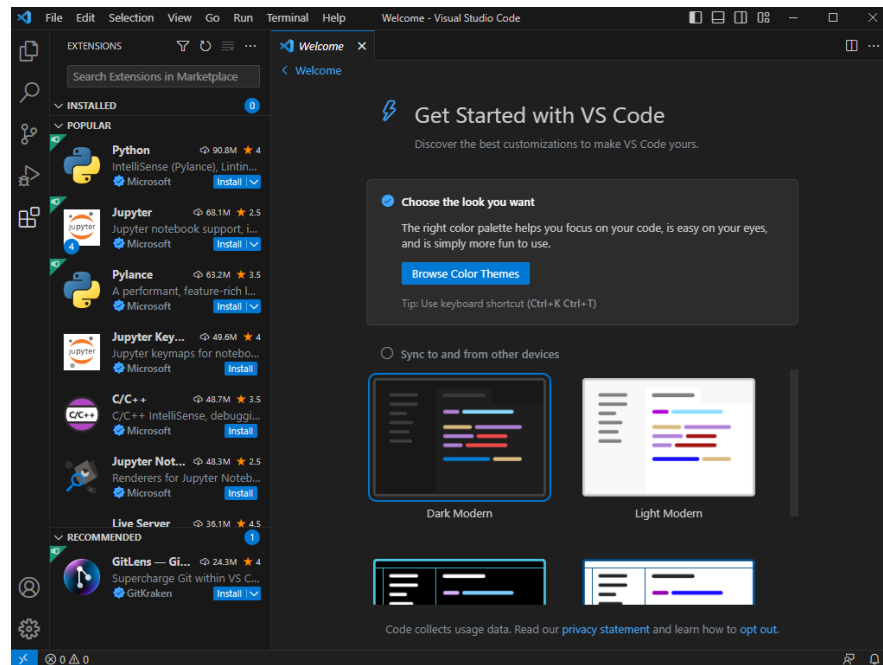 File Edit Selection View Go Run Terminal Help Welcome - Visual Studio Code
EXTENSIONS
Search Extensions in Marketplace
INSTALLED 0
POPULAR
Python 90.8M ★ 4
IntelliSense (Pylance), Lintin...
Microsoft Install
Jupyter 68.1M ★ 2.5
Jupyter notebook support, i...
Microsoft Install
jupyter
4
Pylance 63.2M ★ 3.5
A performant, feature-rich l...
Microsoft Install
Jupyter Key... 49.6M ★ 4
Jupyter keymaps for notebo...
Microsoft Install
jupyter
C/C++ 48.7M ★ 3.5
C/C++ IntelliSense, debuggi...
Microsoft Install
C/C++
Jupyter Not... 48.3M ★ 2.5
Renderers for Jupyter Noteb...
Microsoft Install
Live Server 36.1M ★ 4.5
RECOMMENDED 1
GitLens — Gi... 24.3M ★ 4
Supercharge Git within VS C...
GitKraken Install
Welcome
Welcome
Get Started with VS Code
Discover the best customizations to make VS Code yours.
Choose the look you want
The right color palette helps you focus on your code, is easy on your eyes,
and is simply more fun to use.
Browse Color Themes
Tip: Use keyboard shortcut (Ctrl+K Ctrl+T)
Sync to and from other devices
Dark Modern Light Modern
Code collects usage data. Read our privacy statement and learn how to opt out.
0 0